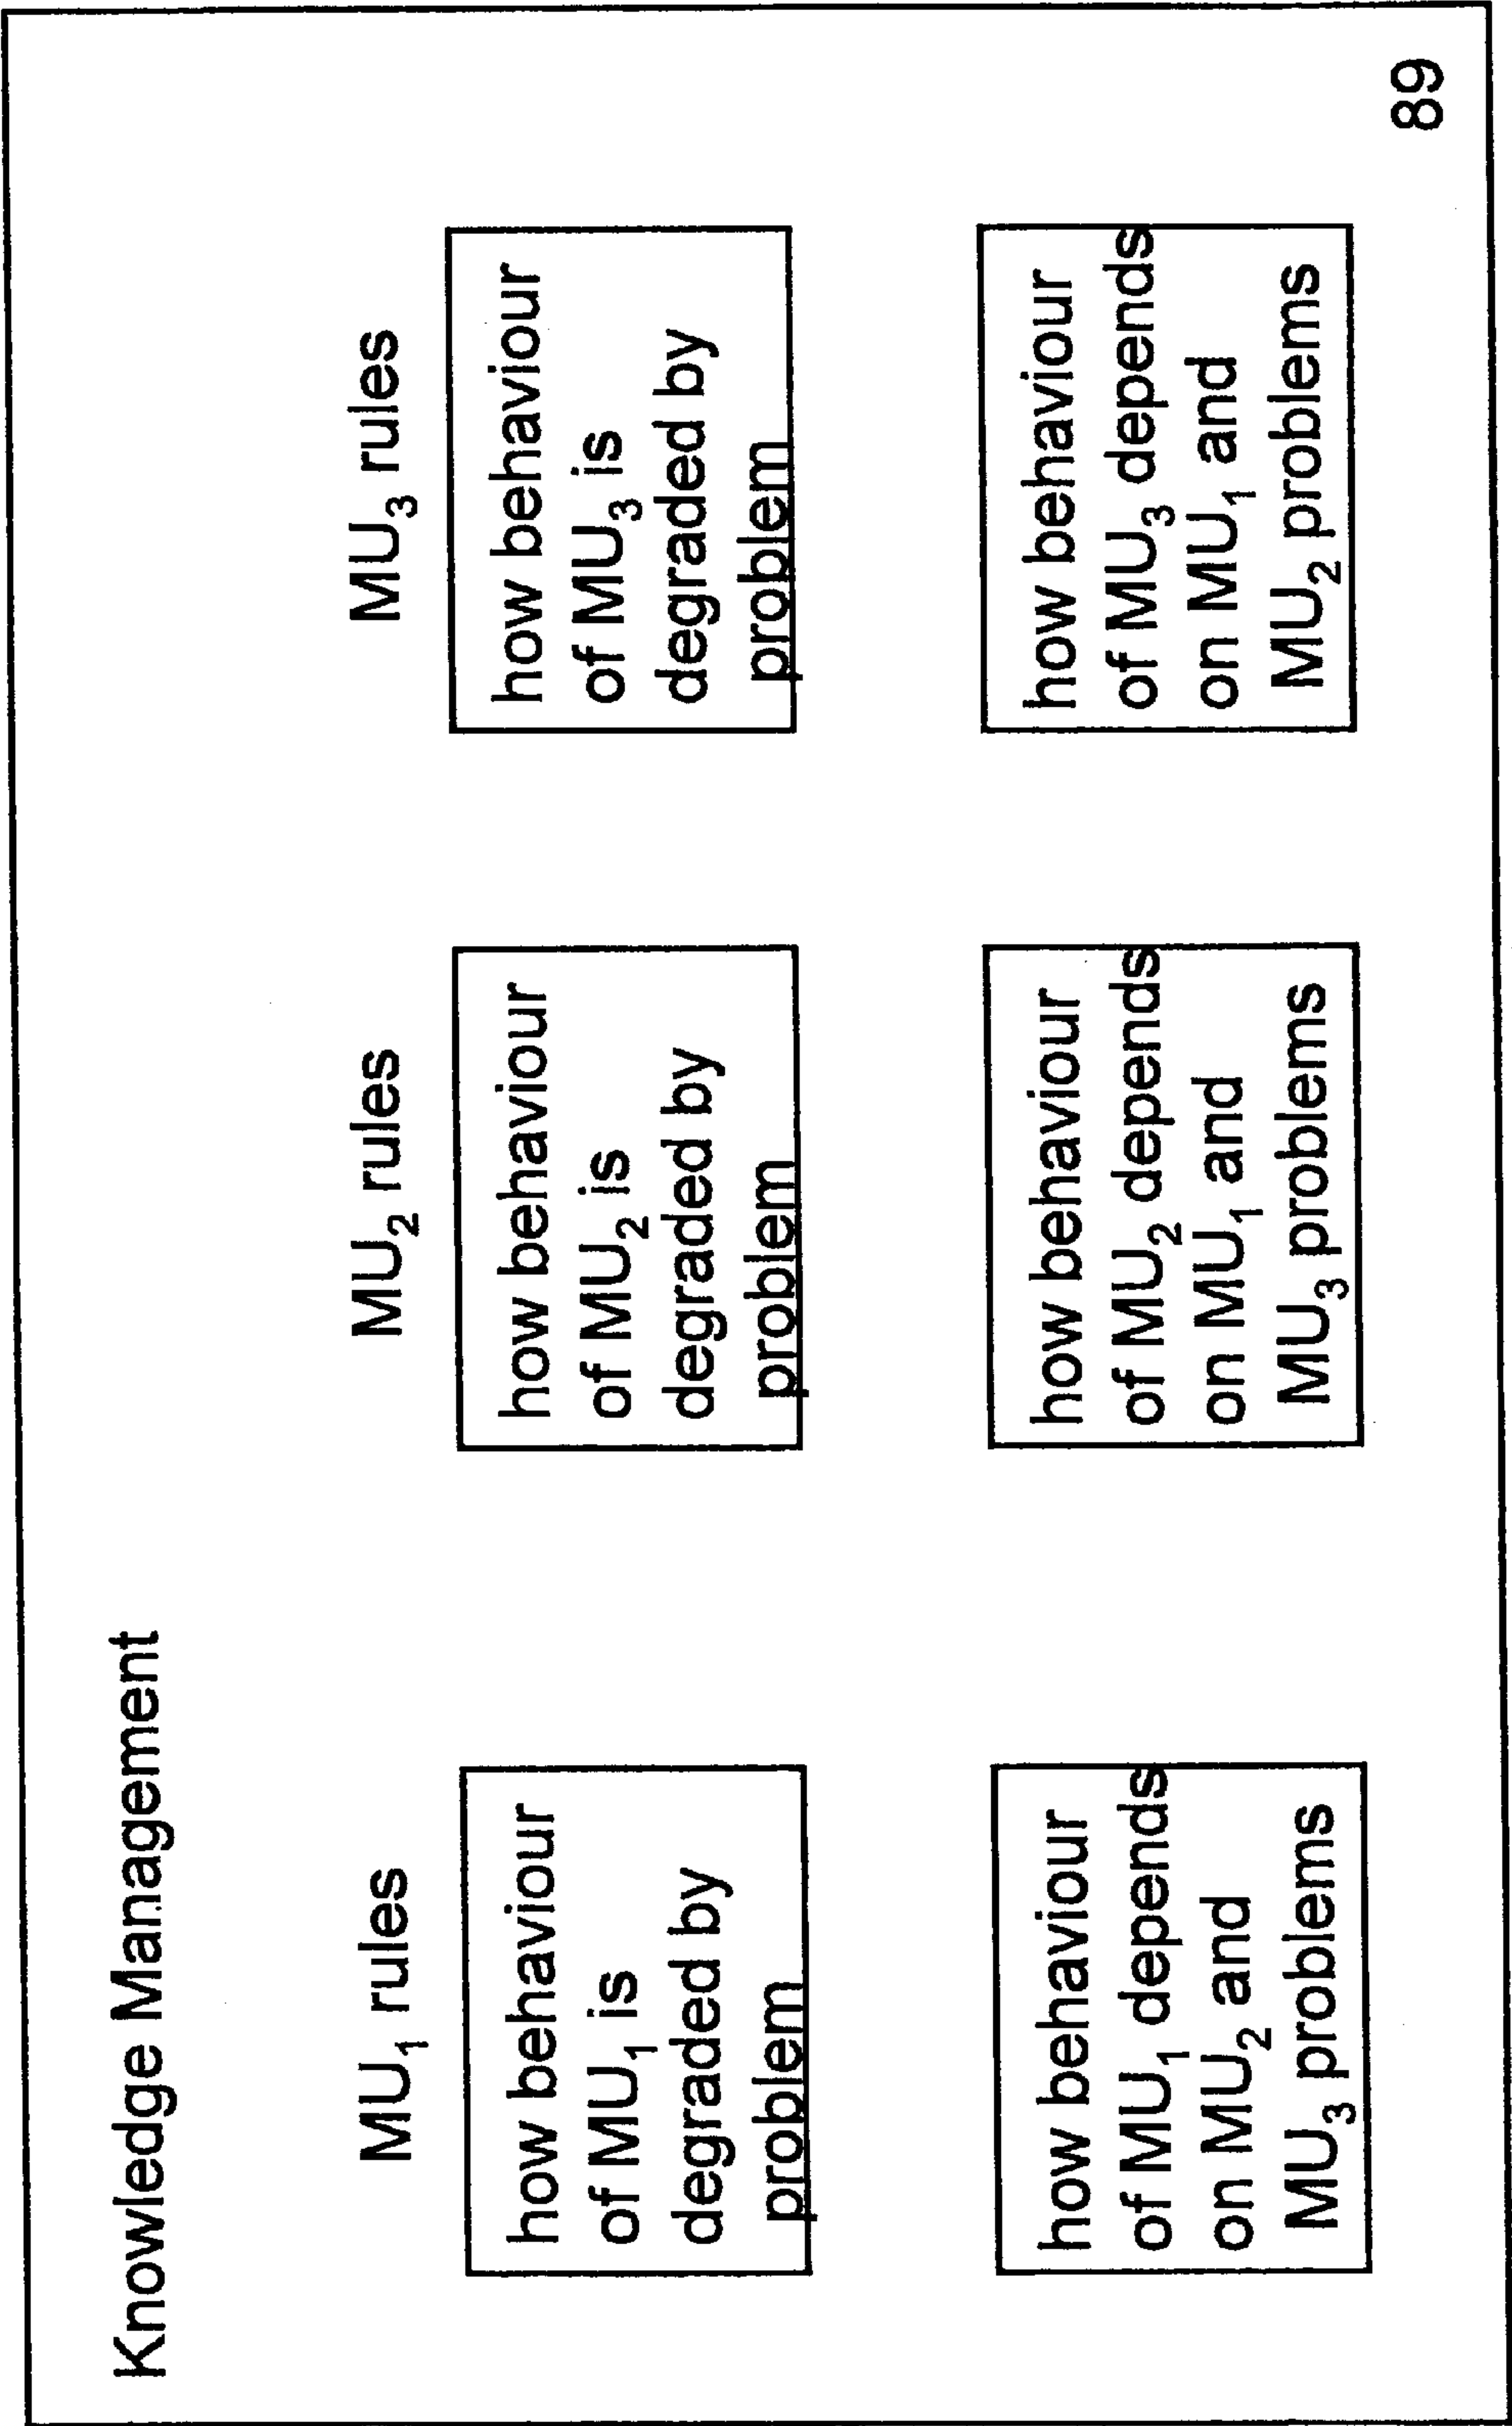 Knowledge Management
MU₁ rules
how behaviour
of MU₁ is
degraded by
problem
how behaviour
of MU₁ depends
on MU₂ and
MU₃ problems
MU₂ rules
how behaviour
of MU₂ is
degraded by
problem
how behaviour
of MU₂ depends
on MU₁ and
MU₃ problems
MU₃ rules
how behaviour
of MU₃ is
degraded by
problem
how behaviour
of MU₃ depends
on MU₁ and
MU₂ problems
89